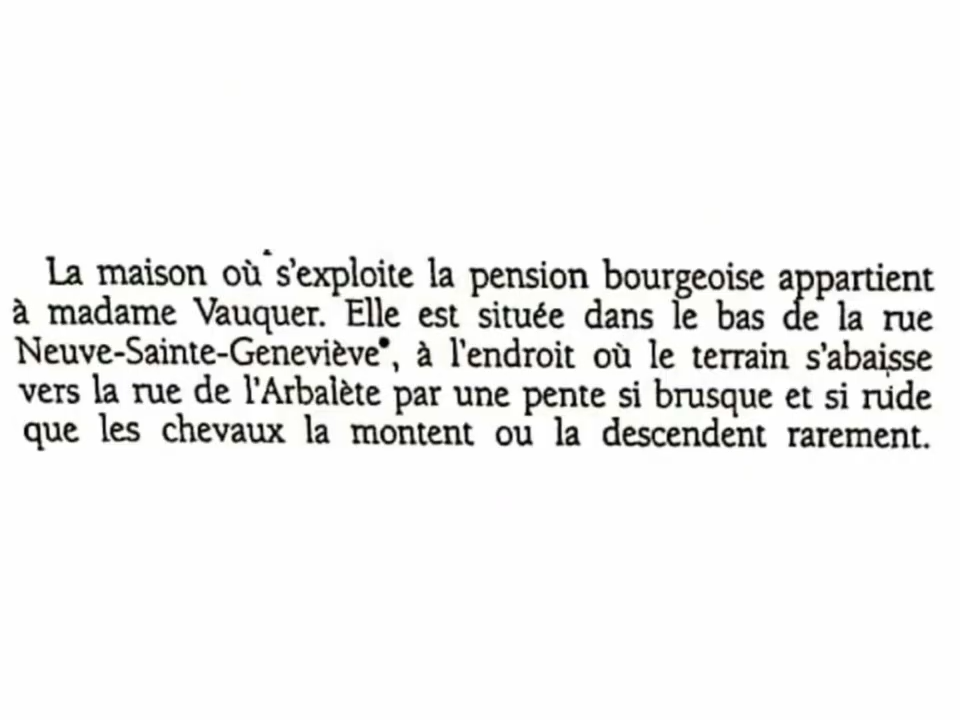 La maison où s'exploite la pension bourgeoise appartient
à madame Vauquer. Elle est située dans le bas de la rue
Neuve-Sainte-Geneviève•, à l'endroit où le terrain s'abaisse
vers la rue de l'Arbalète par une pente si brusque et si rude
que les chevaux la montent ou la descendent rarement.